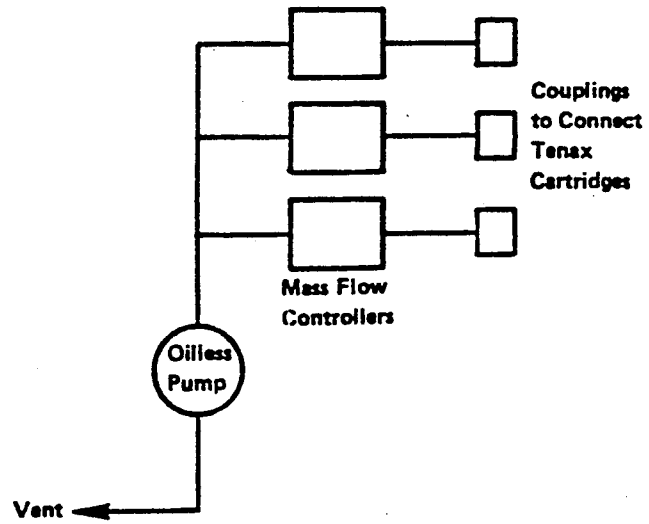 Couplings
to Connect
Tenax
Cartridges
Mass Flow
Controllers
Oilless
Pump
Vent